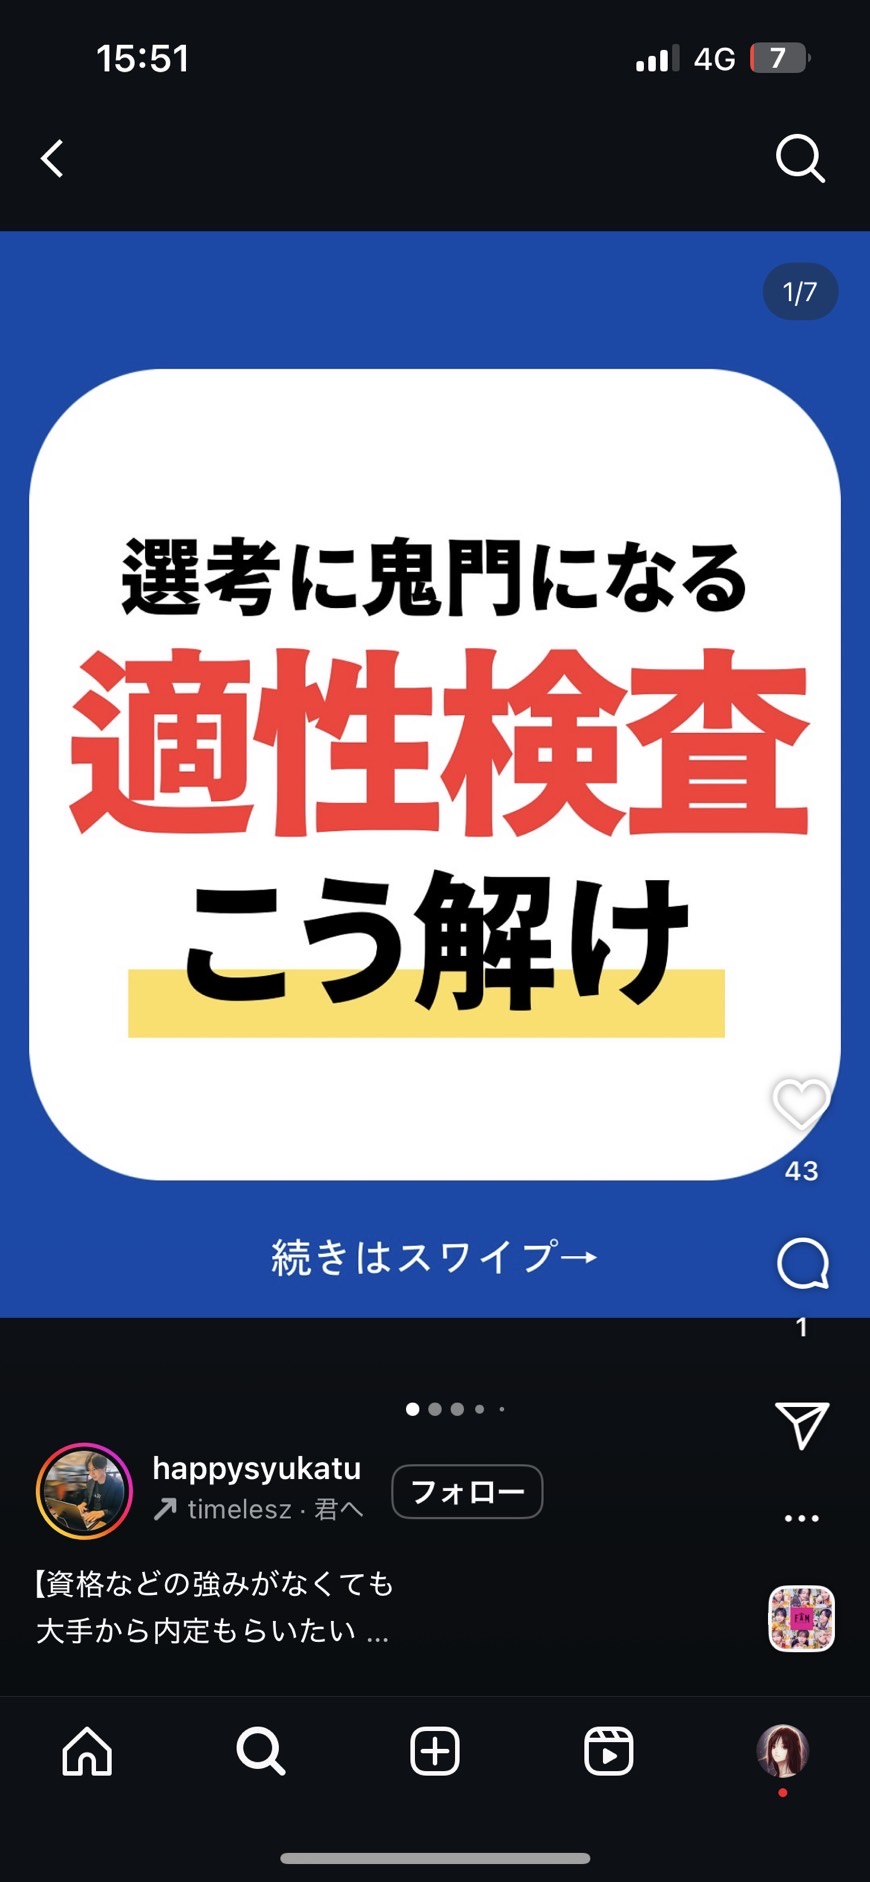 15:51
4G
7
1/7
選考に鬼門になる
適性検査
こう解け
43
続きはスワイプ→
1
happysyukatu
timelesz · 君へ
フォロー
【資格などの強みがなくても
大手から内定もらいたい ...